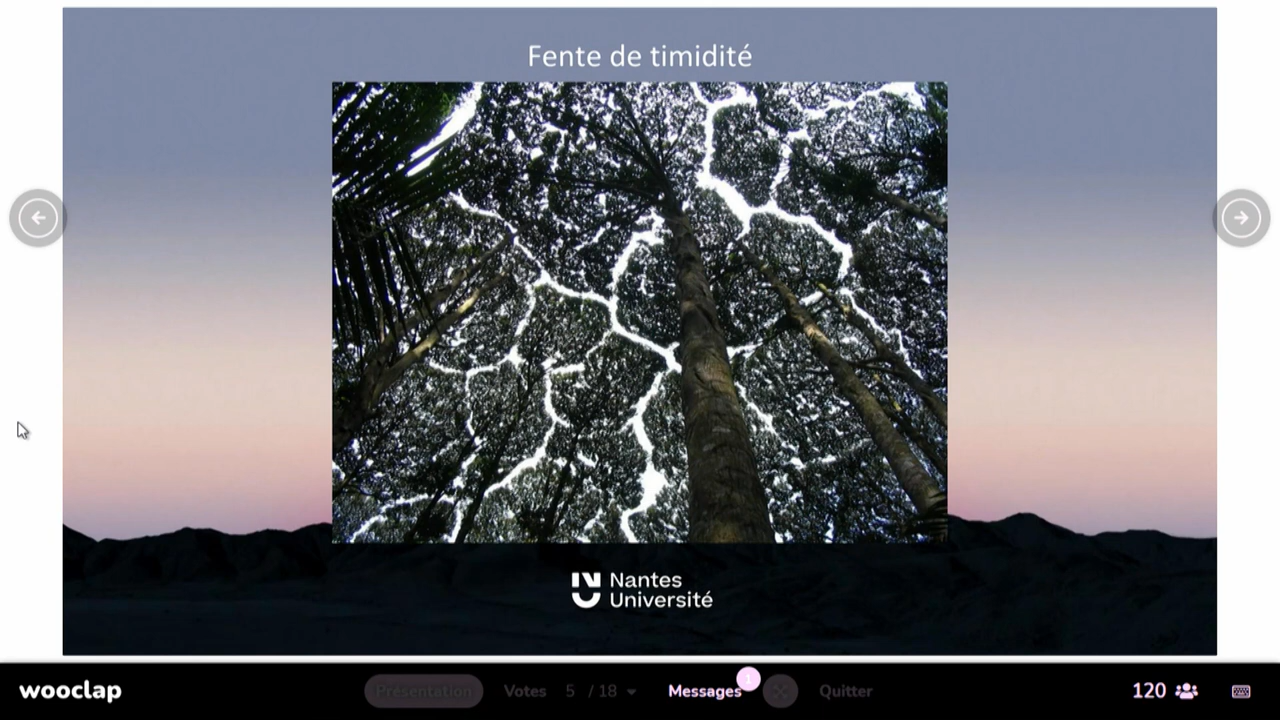 Fente de timidité
Nantes
Université
wooclap
Présentation
Votes
5 / 18
Messages
1
Quitter
120